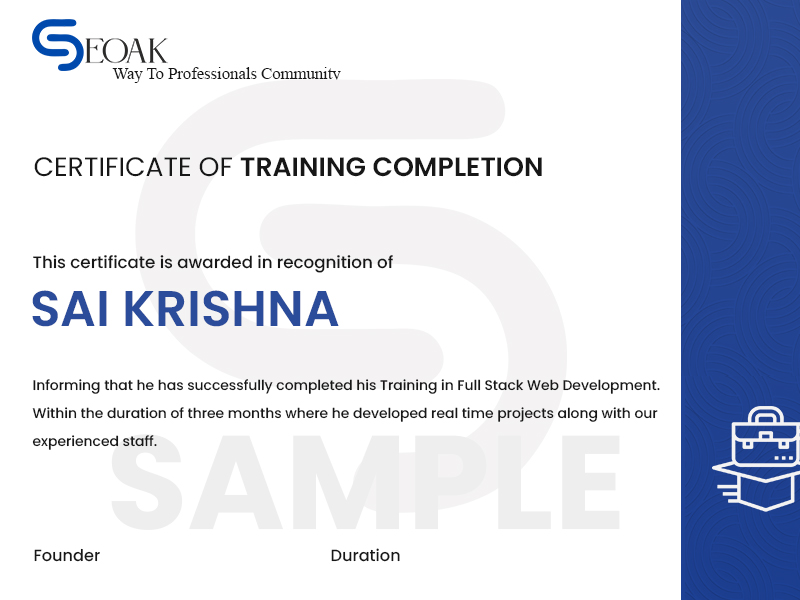 SEOAK
Way To Professionals Community
CERTIFICATE OF TRAINING COMPLETION
This certificate is awarded in recognition of
SAI KRISHNA
Informing that he has successfully completed his Training in Full Stack Web Development.
Within the duration of three months where he developed real time projects along with our
experienced staff.
SAMPLE
Founder
Duration